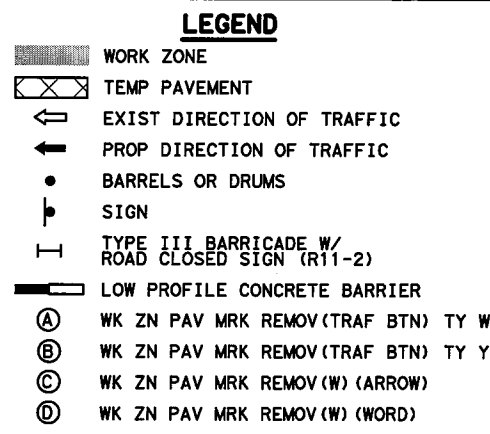 LEGEND
WORK ZONE
TEMP PAVEMENT
EXIST DIRECTION OF TRAFFIC
PROP DIRECTION OF TRAFFIC
BARRELS OR DRUMS
SIGN
TYPE III BARRICADE W/
ROAD CLOSED SIGN (R11-2)
LOW PROFILE CONCRETE BARRIER
A WK ZN PAV MRK REMOV(TRAF BTN) TY W
B WK ZN PAV MRK REMOV(TRAF BTN) TY Y
C WK ZN PAV MRK REMOV(W)(ARROW)
D WK ZN PAV MRK REMOV(W)(WORD)